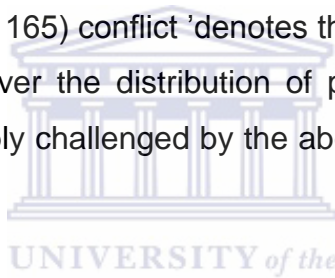 165) conflict 'denotes th
ver the distribution of p
ly challenged by the ab
UNIVERSITY of the